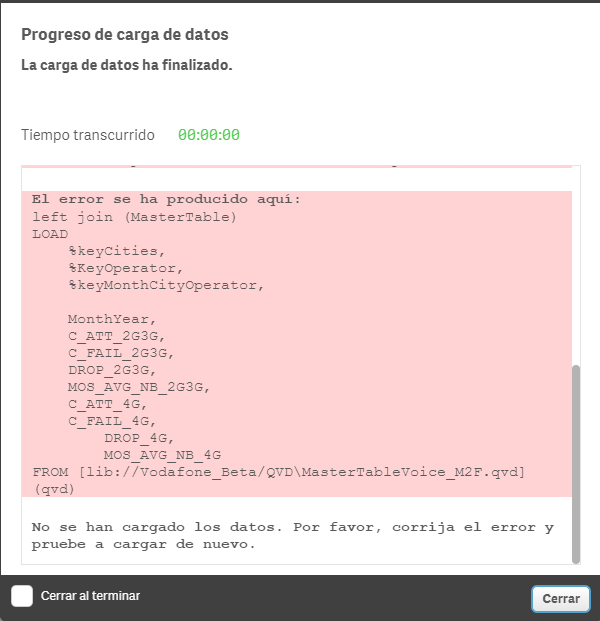 Progreso de carga de datos
La carga de datos ha finalizado.
Tiempo transcurrido 00:00:00
El error se ha producido aquí:
left join (MasterTable)
LOAD
%keyCities,
%KeyOperator,
%keyMonthCityOperator,
MonthYear,
C_ATT_2G3G,
C_FAIL_2G3G,
DROP_2G3G,
MOS_AVG_NB_2G3G,
C_ATT_4G,
C_FAIL_4G,
DROP_4G,
MOS_AVG_NB_4G
FROM [lib://Vodafone_Beta/QVD\MasterTableVoice_M2F.qvd]
(qvd)
No se han cargado los datos. Por favor, corrija el error y
pruebe a cargar de nuevo.
Cerrar al terminar
Cerrar